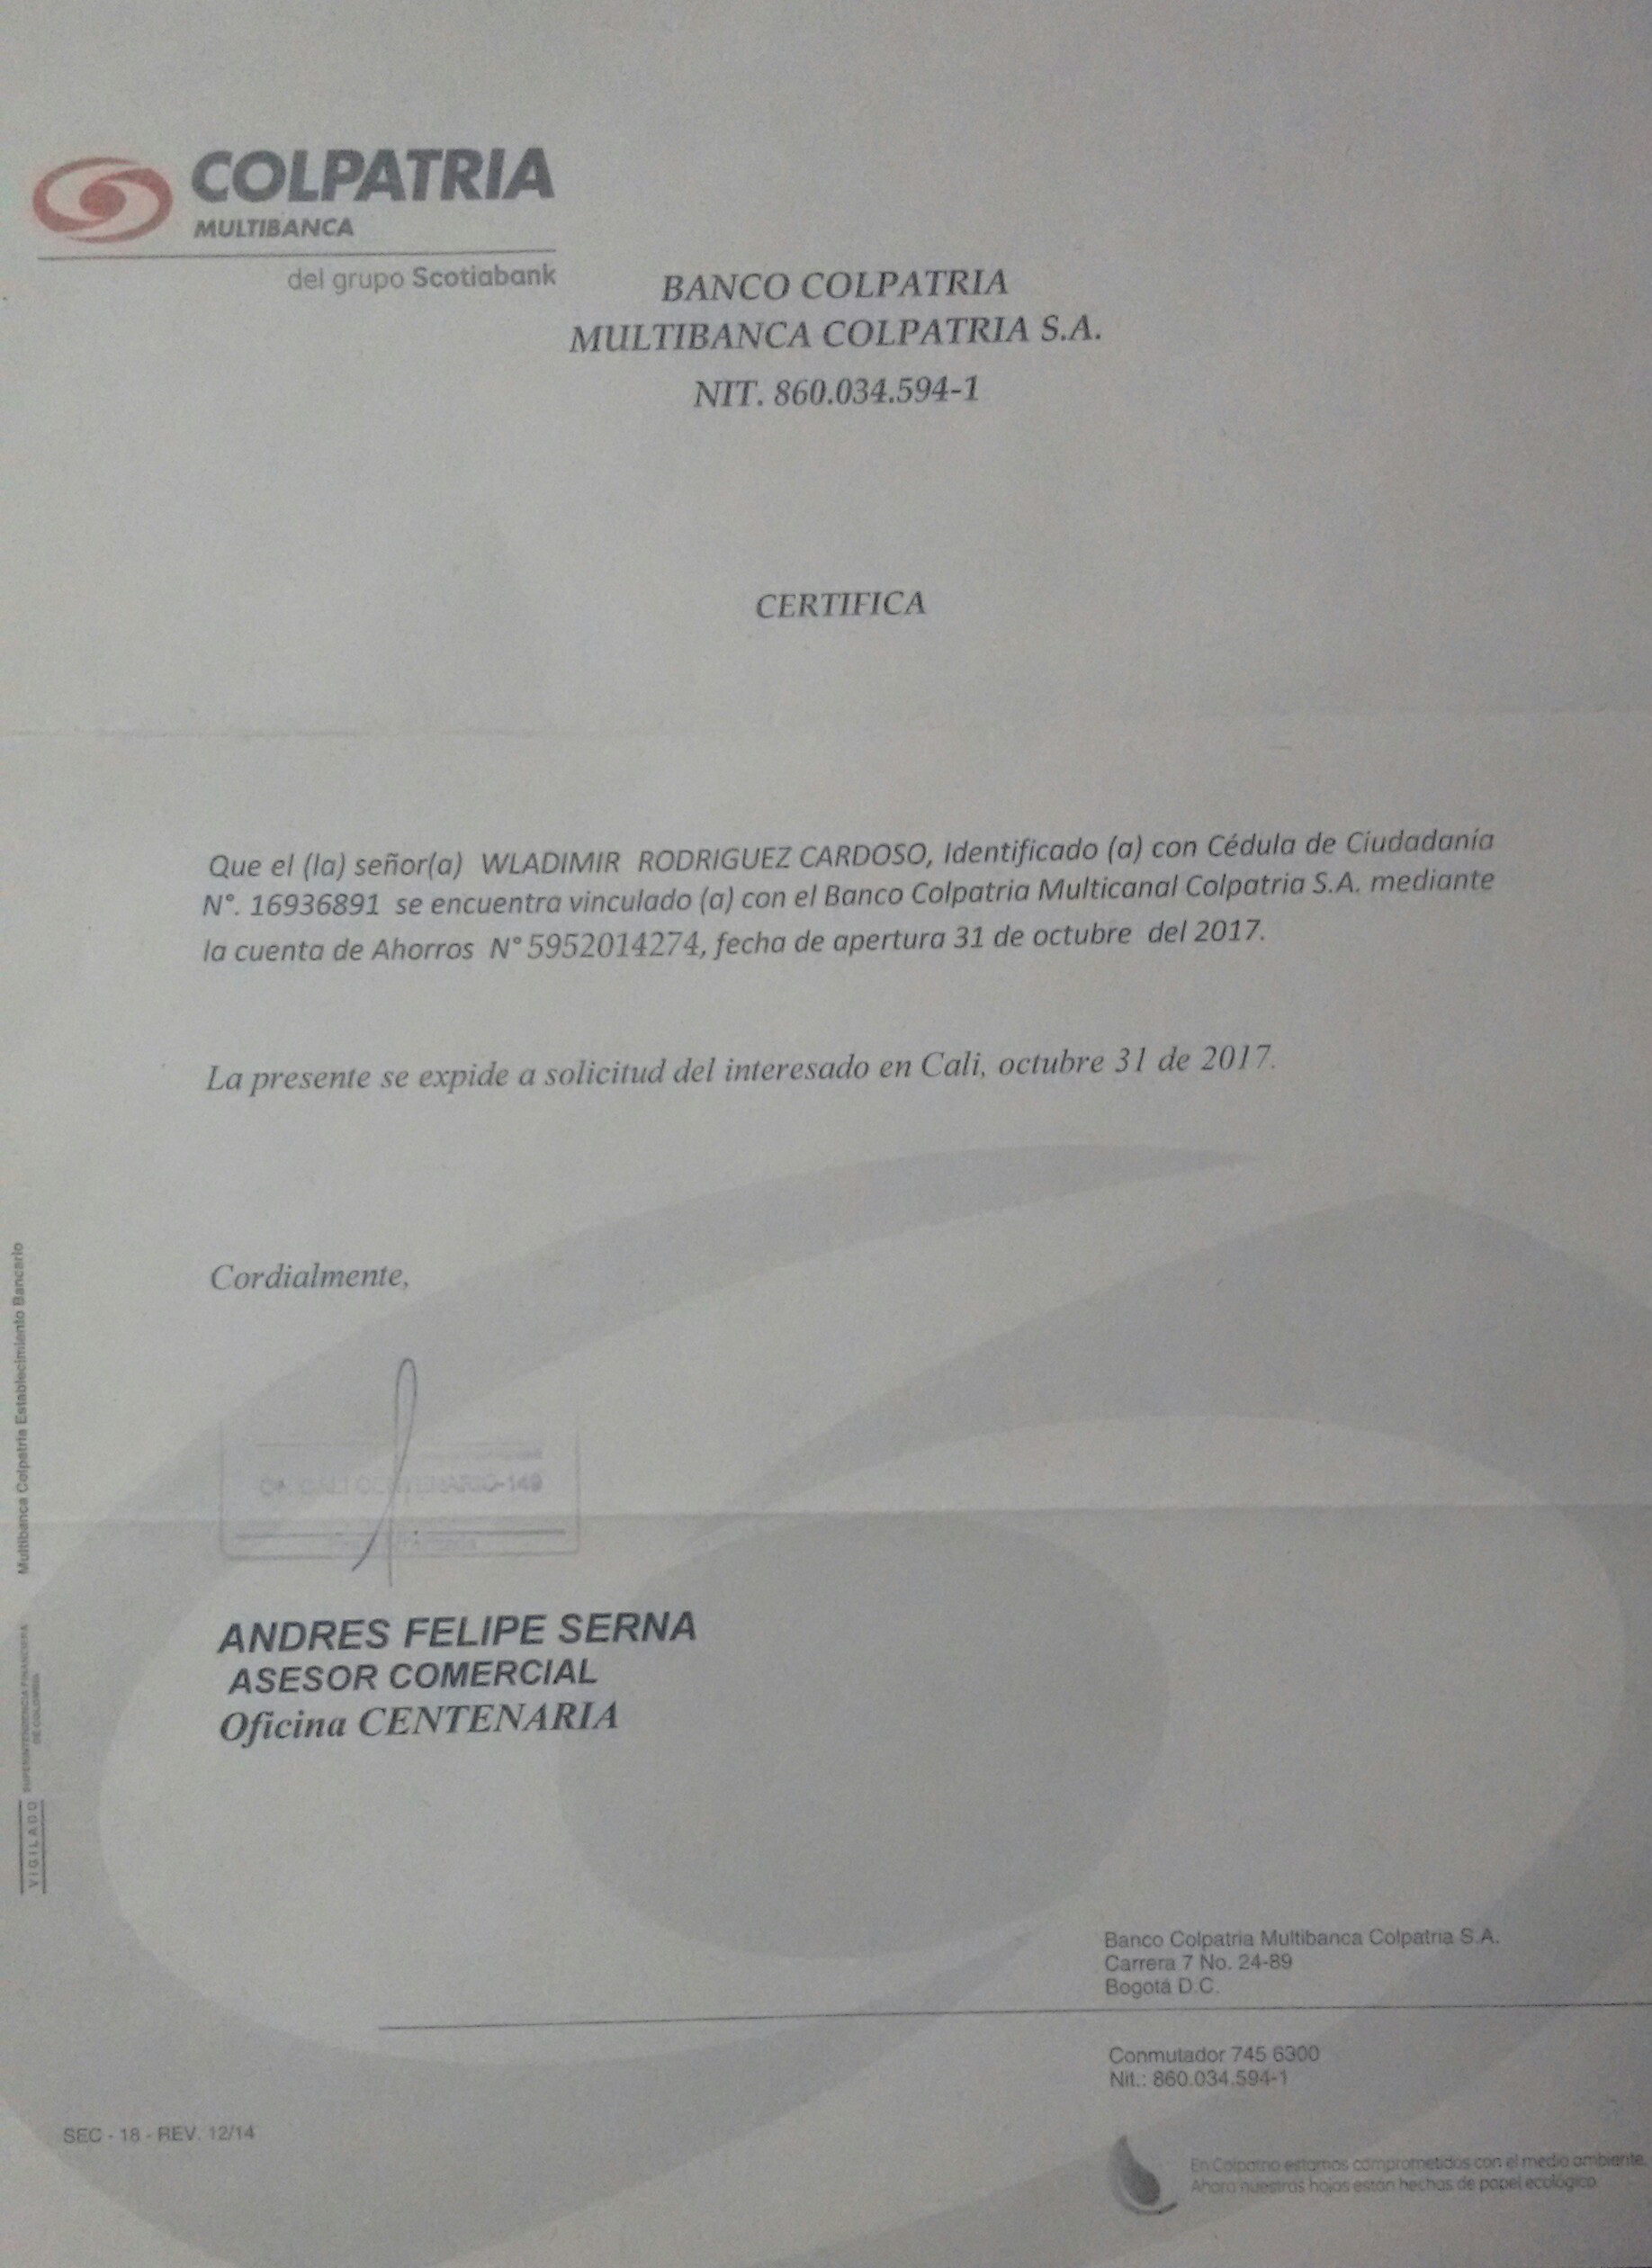 COLPATRIA
MULTIBANCA
del grupo Scotiabank
BANCO COLPATRIA
MULTIBANCA COLPATRIA S.A.
NIT. 860.034.594-1
CERTIFICA
Que el (la) señor(a) WLADIMIR RODRIGUEZ CARDOSO, Identificado (a) con Cédula de Ciudadanía
N°. 16936891 se encuentra vinculado (a) con el Banco Colpatria Multicanal Colpatria S.A. mediante
la cuenta de Ahorros N° 5952014274, fecha de apertura 31 de octubre del 2017.
La presente se expide a solicitud del interesado en Cali, octubre 31 de 2017.
Cordialmente,
ANDRES FELIPE SERNA
ASESOR COMERCIAL
Oficina CENTENARIA
Multibanca Colpatria Establecimiento Bancario
VIGILADO SUPERINTENDENCIA FINANCIERA
DE COLOMBIA
Banco Colpatria Multibanca Colpatria S.A.
Carrera 7 No. 24-89
Bogotá D.C.
Conmutador 745 6300
Nit.: 860.034.594-1
SEC - 18 - REV. 12/14
En Colpatria estamos comprometidos con el medio ambiente.
Ahora nuestras hojas están hechas de papel ecológico